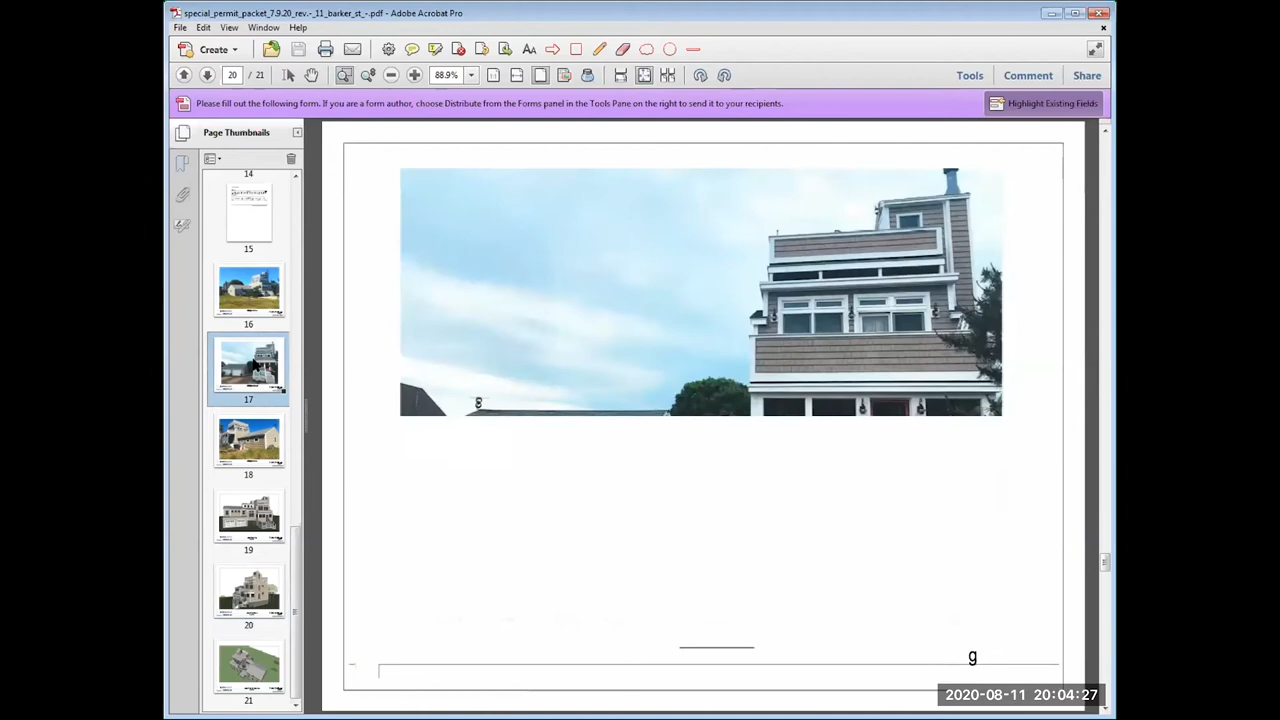 special_permit_packet_7.9.20_rev.-_11_barker_st_-.pdf - Adobe Acrobat Pro
File Edit View Window Help
Create
20 / 21 88.9% Tools Comment Share
Please fill out the following form. If you are a form author, choose Distribute from the Forms panel in the Tools Pane on the right to send it to your recipients. Highlight Existing Fields
Page Thumbnails
14
15
16
17
18
19
20
21
g
2020-08-11 20:04:27